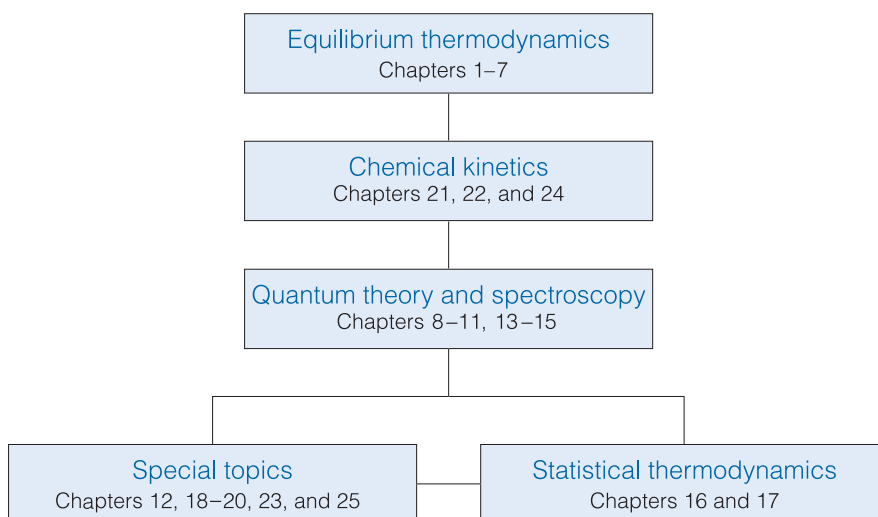 Equilibrium thermodynamics
Chapters 1–7
Chemical kinetics
Chapters 21, 22, and 24
Quantum theory and spectroscopy
Chapters 8–11, 13–15
Special topics
Chapters 12, 18–20, 23, and 25
Statistical thermodynamics
Chapters 16 and 17